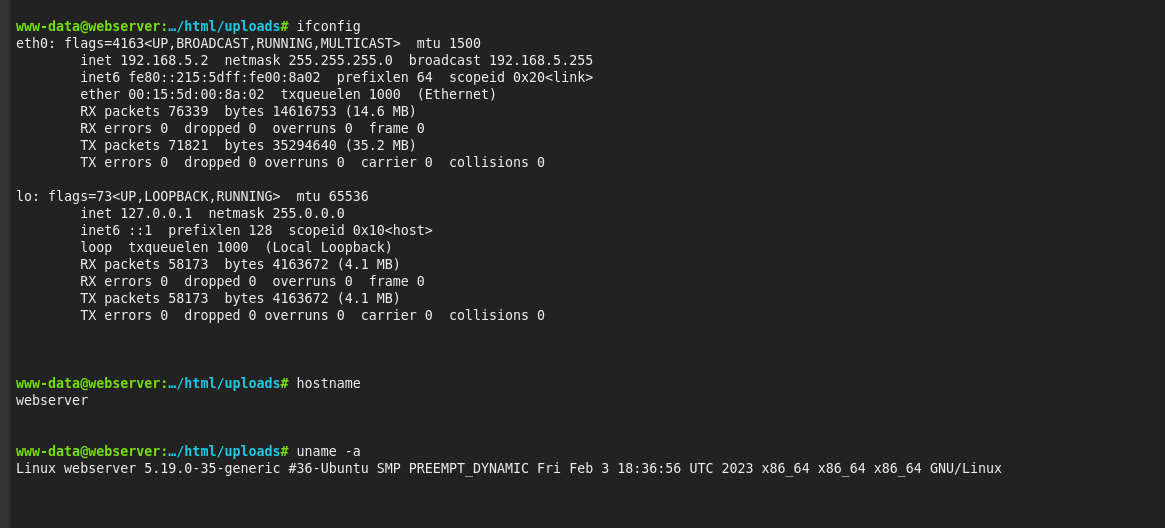 www-data@webserver:…/html/uploads# ifconfig
eth0: flags=4163<UP,BROADCAST,RUNNING,MULTICAST>  mtu 1500
        inet 192.168.5.2  netmask 255.255.255.0  broadcast 192.168.5.255
        inet6 fe80::215:5dff:fe00:8a02  prefixlen 64  scopeid 0x20<link>
        ether 00:15:5d:00:8a:02  txqueuelen 1000  (Ethernet)
        RX packets 76339  bytes 14616753 (14.6 MB)
        RX errors 0  dropped 0  overruns 0  frame 0
        TX packets 71821  bytes 35294640 (35.2 MB)
        TX errors 0  dropped 0 overruns 0  carrier 0  collisions 0

lo: flags=73<UP,LOOPBACK,RUNNING>  mtu 65536
        inet 127.0.0.1  netmask 255.0.0.0
        inet6 ::1  prefixlen 128  scopeid 0x10<host>
        loop  txqueuelen 1000  (Local Loopback)
        RX packets 58173  bytes 4163672 (4.1 MB)
        RX errors 0  dropped 0  overruns 0  frame 0
        TX packets 58173  bytes 4163672 (4.1 MB)
        TX errors 0  dropped 0 overruns 0  carrier 0  collisions 0

www-data@webserver:…/html/uploads# hostname
webserver

www-data@webserver:…/html/uploads# uname -a
Linux webserver 5.19.0-35-generic #36-Ubuntu SMP PREEMPT_DYNAMIC Fri Feb 3 18:36:56 UTC 2023 x86_64 x86_64 x86_64 GNU/Linux